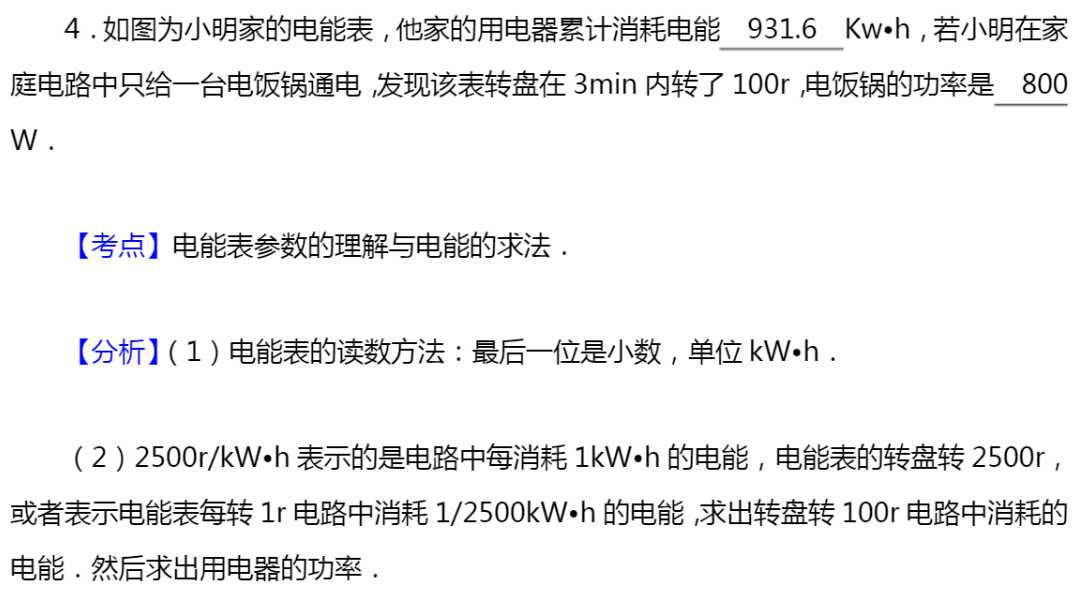 4．如图为小明家的电能表，他家的用电器累计消耗电能 931.6 Kw•h，若小明在家
庭电路中只给一台电饭锅通电，发现该表转盘在 3min 内转了 100r，电饭锅的功率是 800
W．
【考点】电能表参数的理解与电能的求法．
【分析】（1）电能表的读数方法：最后一位是小数，单位 kW•h．
（2）2500r/kW•h 表示的是电路中每消耗 1kW•h 的电能，电能表的转盘转 2500r，
或者表示电能表每转 1r 电路中消耗 1/2500kW•h 的电能，求出转盘转 100r 电路中消耗的
电能．然后求出用电器的功率．